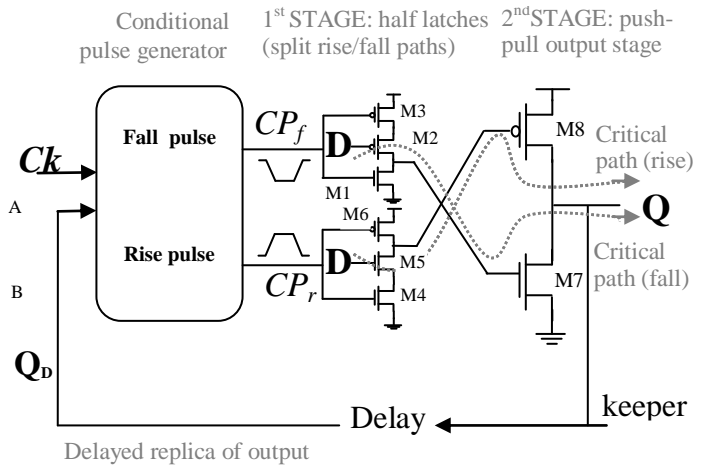 Conditional
pulse generator
1st STAGE: half latches
(split rise/fall paths)
2nd STAGE: push-
pull output stage
Fall pulse
Rise pulse
Ck
A
B
QD
CPf
CPr
D
D
M3
M2
M1
M6
M5
M4
M8
M7
Critical
path (rise)
Q
Critical
path (fall)
keeper
Delay
Delayed replica of output